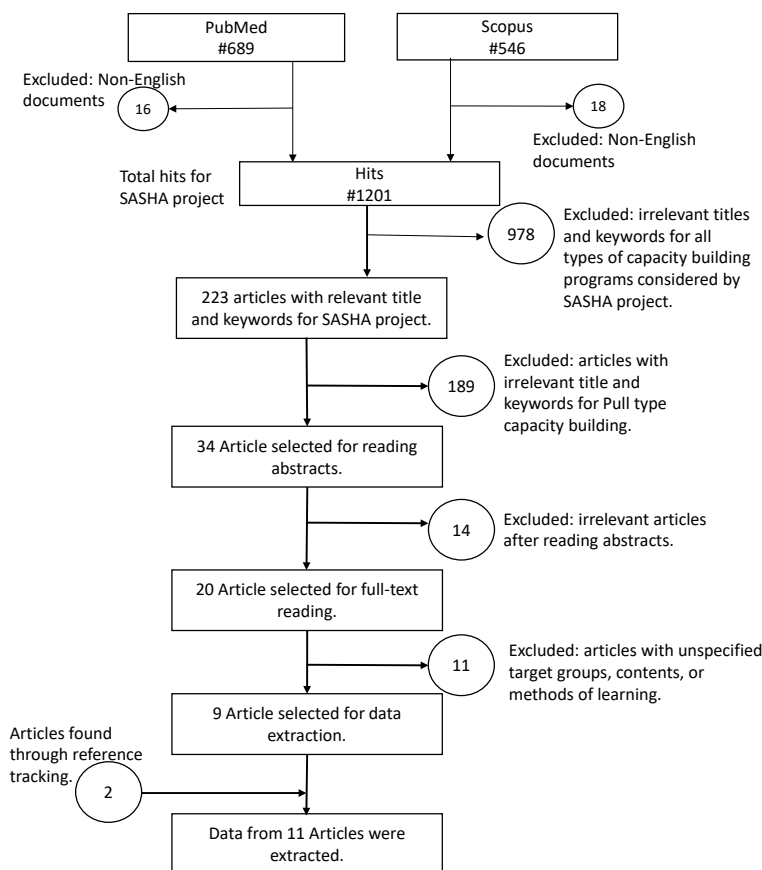 PubMed
#689
Scopus
#546
Excluded: Non-English
documents
16
18
Excluded: Non-English
documents
Total hits for
SASHA project
Hits
#1201
978
Excluded: irrelevant titles
and keywords for all
types of capacity building
programs considered by
SASHA project.
223 articles with relevant title
and keywords for SASHA project.
189
Excluded: articles with
irrelevant title and
keywords for Pull type
capacity building.
34 Article selected for reading
abstracts.
14
Excluded: irrelevant articles
after reading abstracts.
20 Article selected for full-text
reading.
11
Excluded: articles with unspecified
target groups, contents, or
methods of learning.
9 Article selected for data
extraction.
Articles found
through reference
tracking.
2
Data from 11 Articles were
extracted.